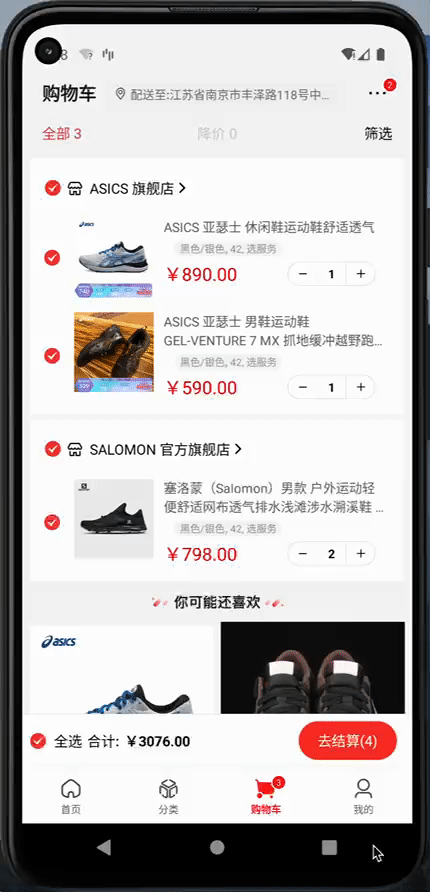 8
购物车
配送至:江苏省南京市丰泽路118号中...
2
全部 3
降价 0
筛选
ASICS 旗舰店
ASICS 亚瑟士 休闲鞋运动鞋舒适透气
黑色/银色, 42, 选服务
￥890.00
1
ASICS 亚瑟士 男鞋运动鞋
GEL-VENTURE 7 MX 抓地缓冲越野跑...
黑色/银色, 42, 选服务
￥590.00
1
SALOMON 官方旗舰店
塞洛蒙（Salomon）男款 户外运动轻
便舒适网布透气排水浅滩涉水溯溪鞋 ...
黑色/银色, 42, 选服务
￥798.00
2
你可能还喜欢
asics
全选 合计: ￥3076.00
去结算(4)
3
首页
分类
购物车
我的